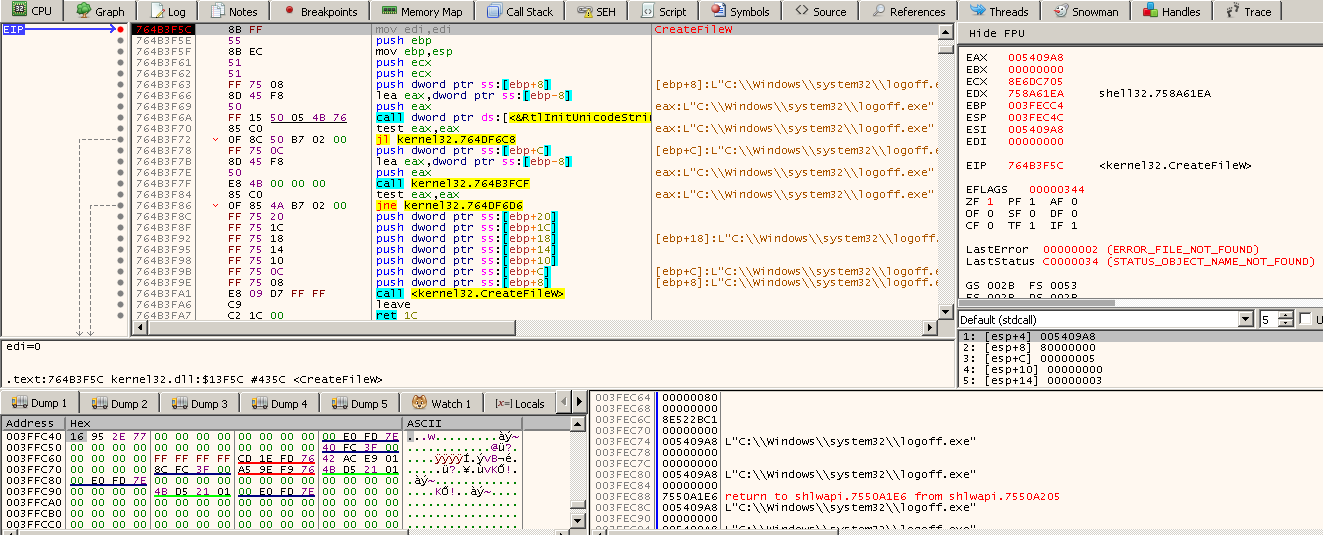 CPU Graph Log Notes Breakpoints Memory Map Call Stack SEH Script Symbols Source References Threads Snowman Handles Trace
EIP 764B3F5C 8B FF mov edi,edi CreateFileW
764B3F5E 55 push ebp
764B3F5F 8B EC mov ebp,esp
764B3F61 51 push ecx
764B3F62 51 push ecx
764B3F63 FF 75 08 push dword ptr ss:[ebp+8] [ebp+8]:L"C:\\Windows\\system32\\logoff.e
764B3F66 8D 45 F8 lea eax,dword ptr ss:[ebp-8]
764B3F69 50 push eax eax:L"C:\\Windows\\system32\\logoff.exe"
764B3F6A FF 15 50 05 4B 76 call dword ptr ds:[<&RtlInitUnicodeStri
764B3F70 85 C0 test eax,eax eax:L"C:\\Windows\\system32\\logoff.exe"
764B3F72 0F 8C 50 B7 02 00 jl kernel32.764DF6C8
764B3F78 FF 75 0C push dword ptr ss:[ebp+C] [ebp+C]:L"C:\\Windows\\system32\\logoff.e
764B3F7B 8D 45 F8 lea eax,dword ptr ss:[ebp-8]
764B3F7E 50 push eax eax:L"C:\\Windows\\system32\\logoff.exe"
764B3F7F E8 4B 00 00 00 call kernel32.764B3FCF
764B3F84 85 C0 test eax,eax eax:L"C:\\Windows\\system32\\logoff.exe"
764B3F86 0F 85 4A B7 02 00 jne kernel32.764DF6D6
764B3F8C FF 75 20 push dword ptr ss:[ebp+20]
764B3F8F FF 75 1C push dword ptr ss:[ebp+1C]
764B3F92 FF 75 18 push dword ptr ss:[ebp+18] [ebp+18]:L"C:\\Windows\\system32\\logoff.
764B3F95 FF 75 14 push dword ptr ss:[ebp+14]
764B3F98 FF 75 10 push dword ptr ss:[ebp+10]
764B3F9B FF 75 0C push dword ptr ss:[ebp+C] [ebp+C]:L"C:\\Windows\\system32\\logoff.e
764B3F9E FF 75 08 push dword ptr ss:[ebp+8] [ebp+8]:L"C:\\Windows\\system32\\logoff.e
764B3FA1 E8 09 D7 FF FF call <kernel32.CreateFileW>
764B3FA6 C9 leave
764B3FA7 C2 1C 00 ret 1C
Hide FPU
EAX 005409A8
EBX 00000000
ECX 8E6DC705
EDX 758A61EA shell32.758A61EA
EBP 003FECC4
ESP 003FEC4C
ESI 005409A8
EDI 00000000
EIP 764B3F5C <kernel32.CreateFileW>
EFLAGS 00000344
ZF 1 PF 1 AF 0
OF 0 SF 0 DF 0
CF 0 TF 1 IF 1
LastError 00000002 (ERROR_FILE_NOT_FOUND)
LastStatus C0000034 (STATUS_OBJECT_NAME_NOT_FOUND)
GS 002B FS 0053
ES 002B DS 002B
Default (stdcall) 5 U
1: [esp+4] 005409A8
2: [esp+8] 80000000
3: [esp+C] 00000005
4: [esp+10] 00000000
5: [esp+14] 00000003
edi=0
.text:764B3F5C kernel32.dll:$13F5C #435C <CreateFileW>
Dump 1 Dump 2 Dump 3 Dump 4 Dump 5 Watch 1 [x=] Locals
Address Hex ASCII
003FFC40 16 95 2E 77 00 00 00 00 00 00 00 00 00 E0 FD 7E ...w.........àý~
003FFC50 00 00 00 00 00 00 00 00 00 00 00 00 40 FC 3F 00 ............@ü?.
003FFC60 00 00 00 00 FF FF FF FF CD 1E FD 76 42 AC E9 01 ....ÿÿÿÿÍ.ývB¬é.
003FFC70 00 00 00 00 8C FC 3F 00 A5 9E F9 76 4B D5 21 01 .....ü?.¥.ùvKÕ!.
003FFC80 00 E0 FD 7E 00 00 00 00 00 00 00 00 00 00 00 00 .àý~............
003FFC90 00 00 00 00 4B D5 21 01 00 E0 FD 7E 00 00 00 00 ....KÕ!..àý~....
003FFCA0 00 00 00 00 00 00 00 00 00 00 00 00 00 00 00 00 ................
003FFCB0 00 00 00 00 00 00 00 00 00 00 00 00 00 00 00 00 ................
003FFCC0 00 00 00 00 00 00 00 00 00 00 00 00 00 00 00 00 ................
003FEC64 00000080
003FEC68 00000000
003FEC6C 8E522BC1
003FEC70 00000000
003FEC74 005409A8 L"C:\\Windows\\system32\\logoff.exe"
003FEC78 00000000
003FEC7C 00000000
003FEC80 005409A8 L"C:\\Windows\\system32\\logoff.exe"
003FEC84 00000000
003FEC88 7550A1E6 return to shlwapi.7550A1E6 from shlwapi.7550A205
003FEC8C 005409A8 L"C:\\Windows\\system32\\logoff.exe"
003FEC90 00000000
003FEC94 005409A8 L"C:\\Windows\\system32\\logoff.exe"